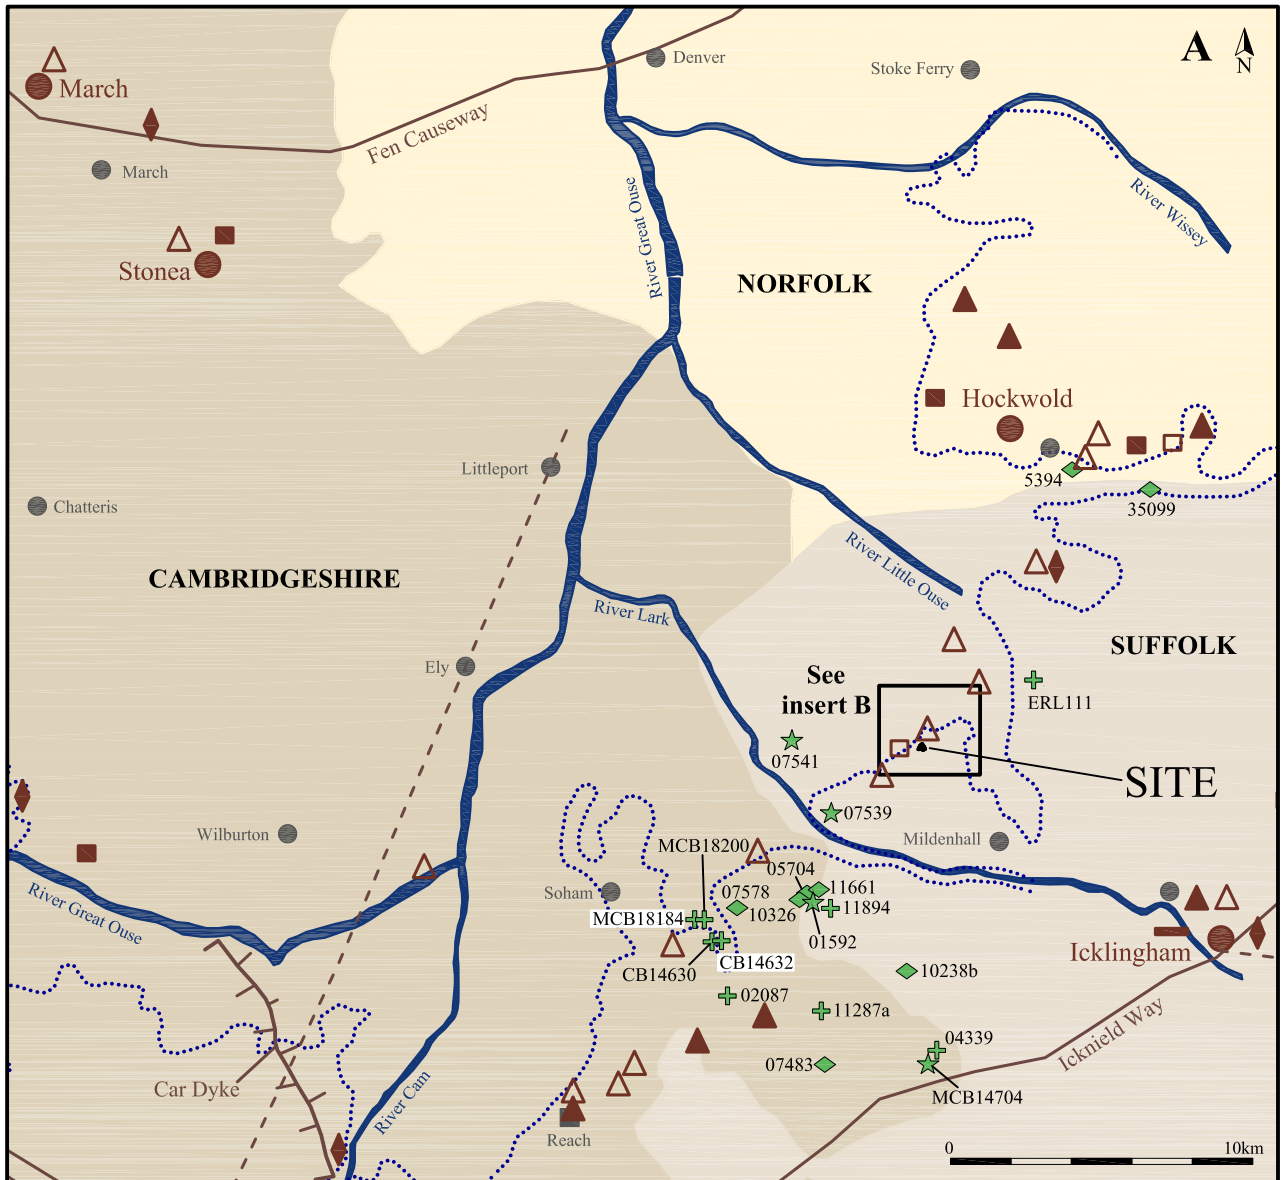 A
N
Denver
Stoke Ferry
March
Fen Causeway
March
River Great Ouse
River Wissey
Stonea
NORFOLK
Hockwold
Littleport
5394
35099
Chatteris
River Little Ouse
CAMBRIDGESHIRE
River Lark
SUFFOLK
Ely
See
insert B
ERL111
07541
SITE
07539
Wilburton
Mildenhall
MCB18200
05704
Soham
07578
11661
MCB18184
10326
11894
River Great Ouse
01592
Icklingham
CB14630
CB14632
10238b
02087
11287a
Icknield Way
04339
07483
Car Dyke
MCB14704
River Cam
Reach
0
10km